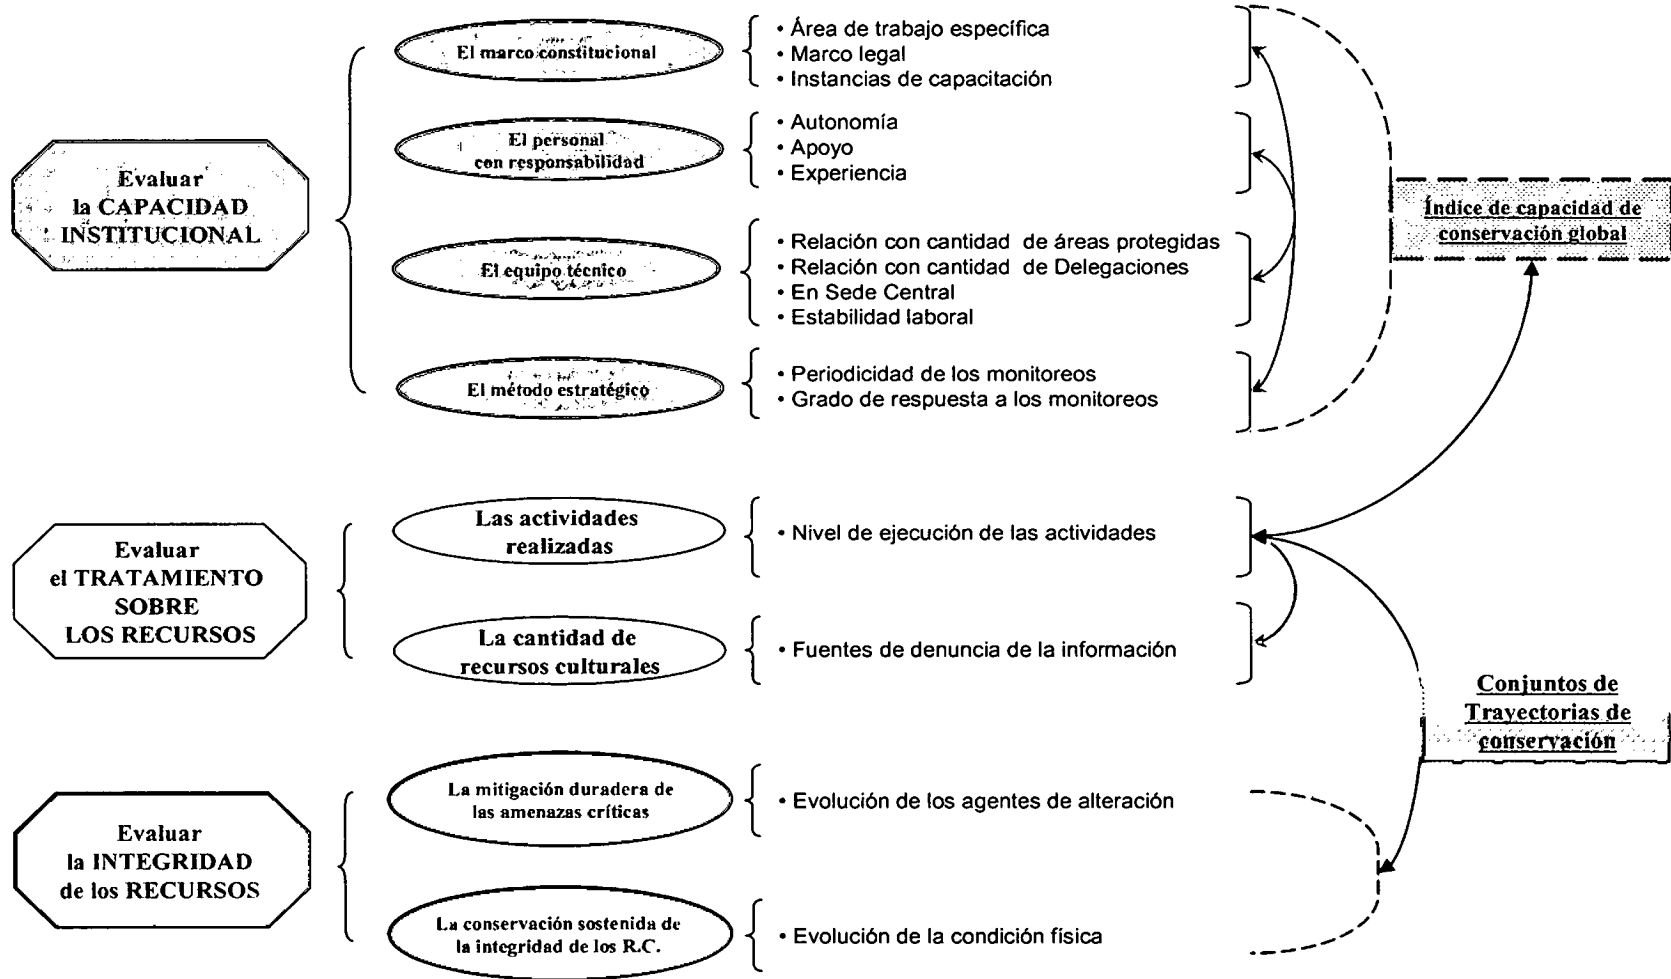 Evaluar
la CAPACIDAD
INSTITUCIONAL
El marco constitucional
• Área de trabajo específica
• Marco legal
• Instancias de capacitación
El personal
con responsabilidad
• Autonomía
• Apoyo
• Experiencia
El equipo técnico
• Relación con cantidad de áreas protegidas
• Relación con cantidad de Delegaciones
• En Sede Central
• Estabilidad laboral
El método estratégico
• Periodicidad de los monitoreos
• Grado de respuesta a los monitoreos
Índice de capacidad de
conservación global
Evaluar
el TRATAMIENTO
SOBRE
LOS RECURSOS
Las actividades
realizadas
• Nivel de ejecución de las actividades
La cantidad de
recursos culturales
• Fuentes de denuncia de la información
Conjuntos de
Trayectorias de
conservación
Evaluar
la INTEGRIDAD
de los RECURSOS
La mitigación duradera de
las amenazas críticas
• Evolución de los agentes de alteración
La conservación sostenida de
la integridad de los R.C.
• Evolución de la condición física